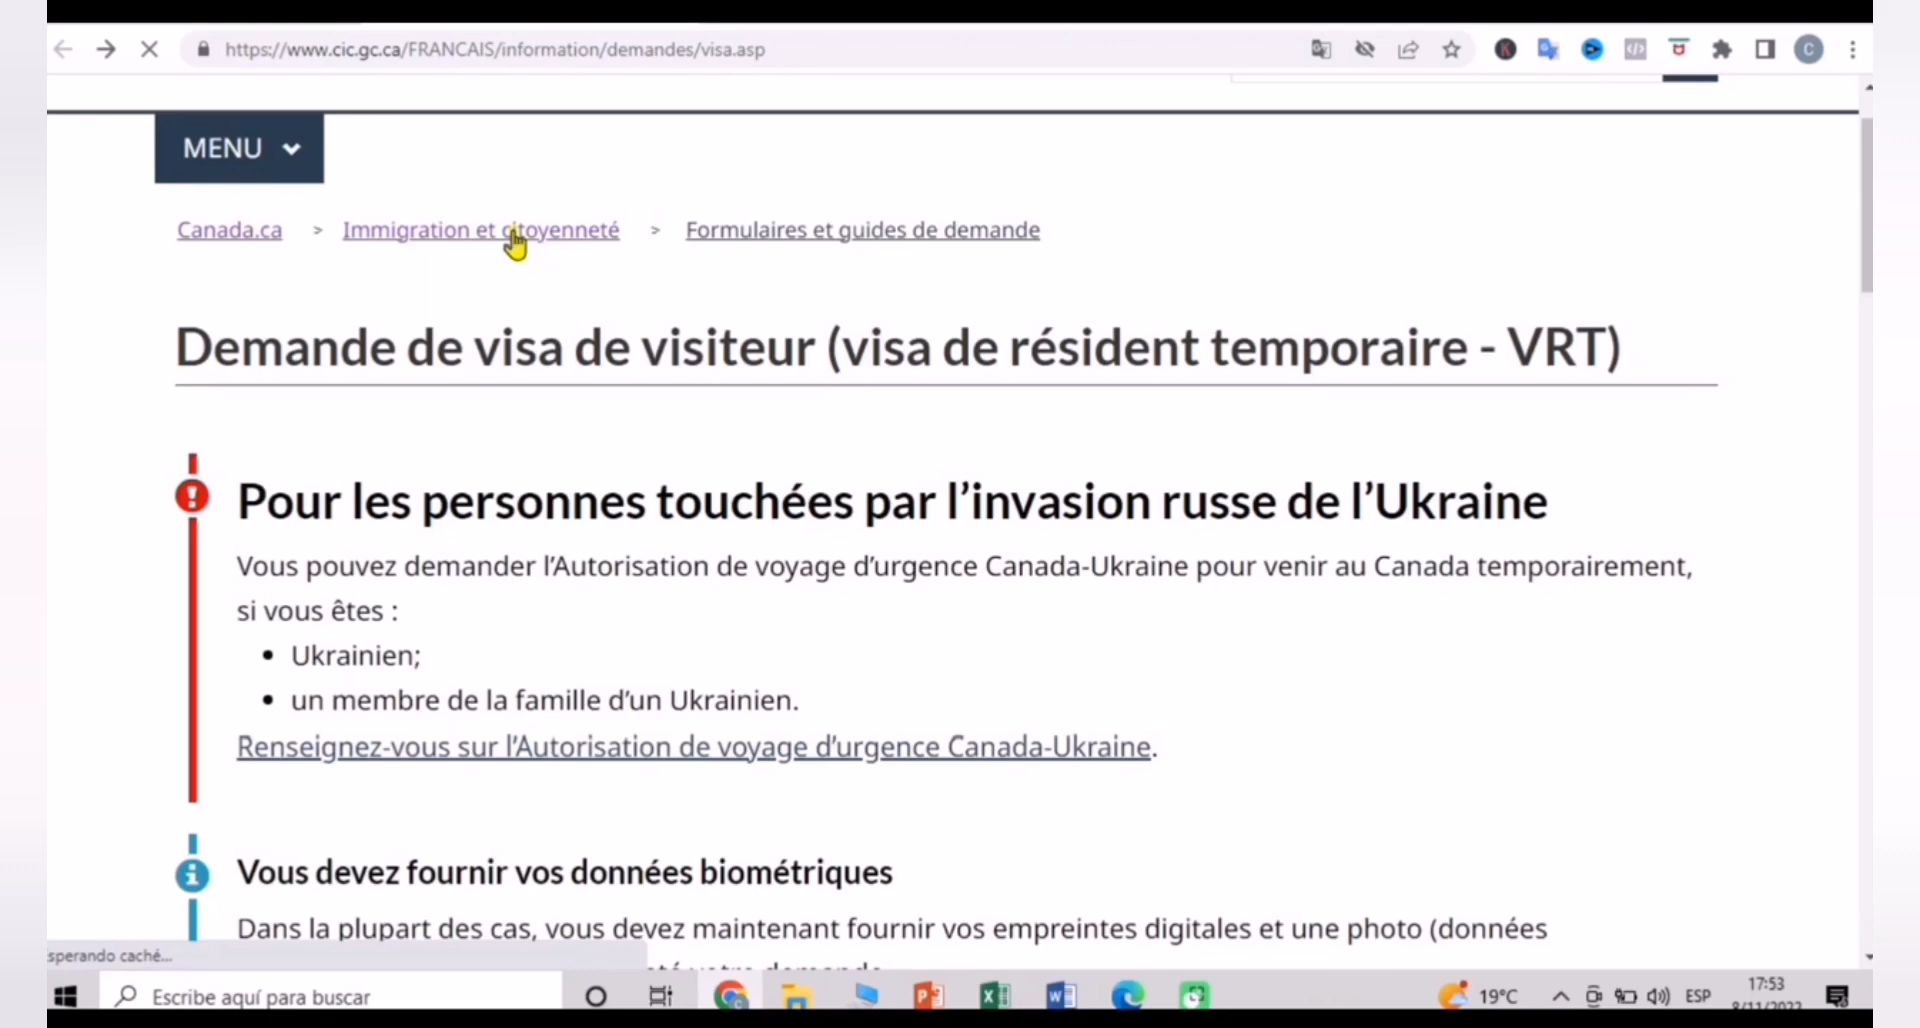 https://www.cic.gc.ca/FRANCAIS/information/demandes/visa.asp
C
MENU
Canada.ca > Immigration et citoyenneté > Formulaires et guides de demande
Demande de visa de visiteur (visa de résident temporaire - VRT)
Pour les personnes touchées par l’invasion russe de l’Ukraine
Vous pouvez demander l’Autorisation de voyage d’urgence Canada-Ukraine pour venir au Canada temporairement,
si vous êtes :
• Ukrainien;
• un membre de la famille d’un Ukrainien.
Renseignez-vous sur l’Autorisation de voyage d’urgence Canada-Ukraine.
Vous devez fournir vos données biométriques
Dans la plupart des cas, vous devez maintenant fournir vos empreintes digitales et une photo (données
sperando caché...
Escribe aquí para buscar
19°C
ESP
17:53